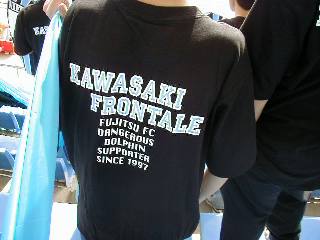 KAWASAKI
FRONTALE
FUJITSU FC
DANGEROUS
DOLPHIN
SUPPORTER
SINCE 1997